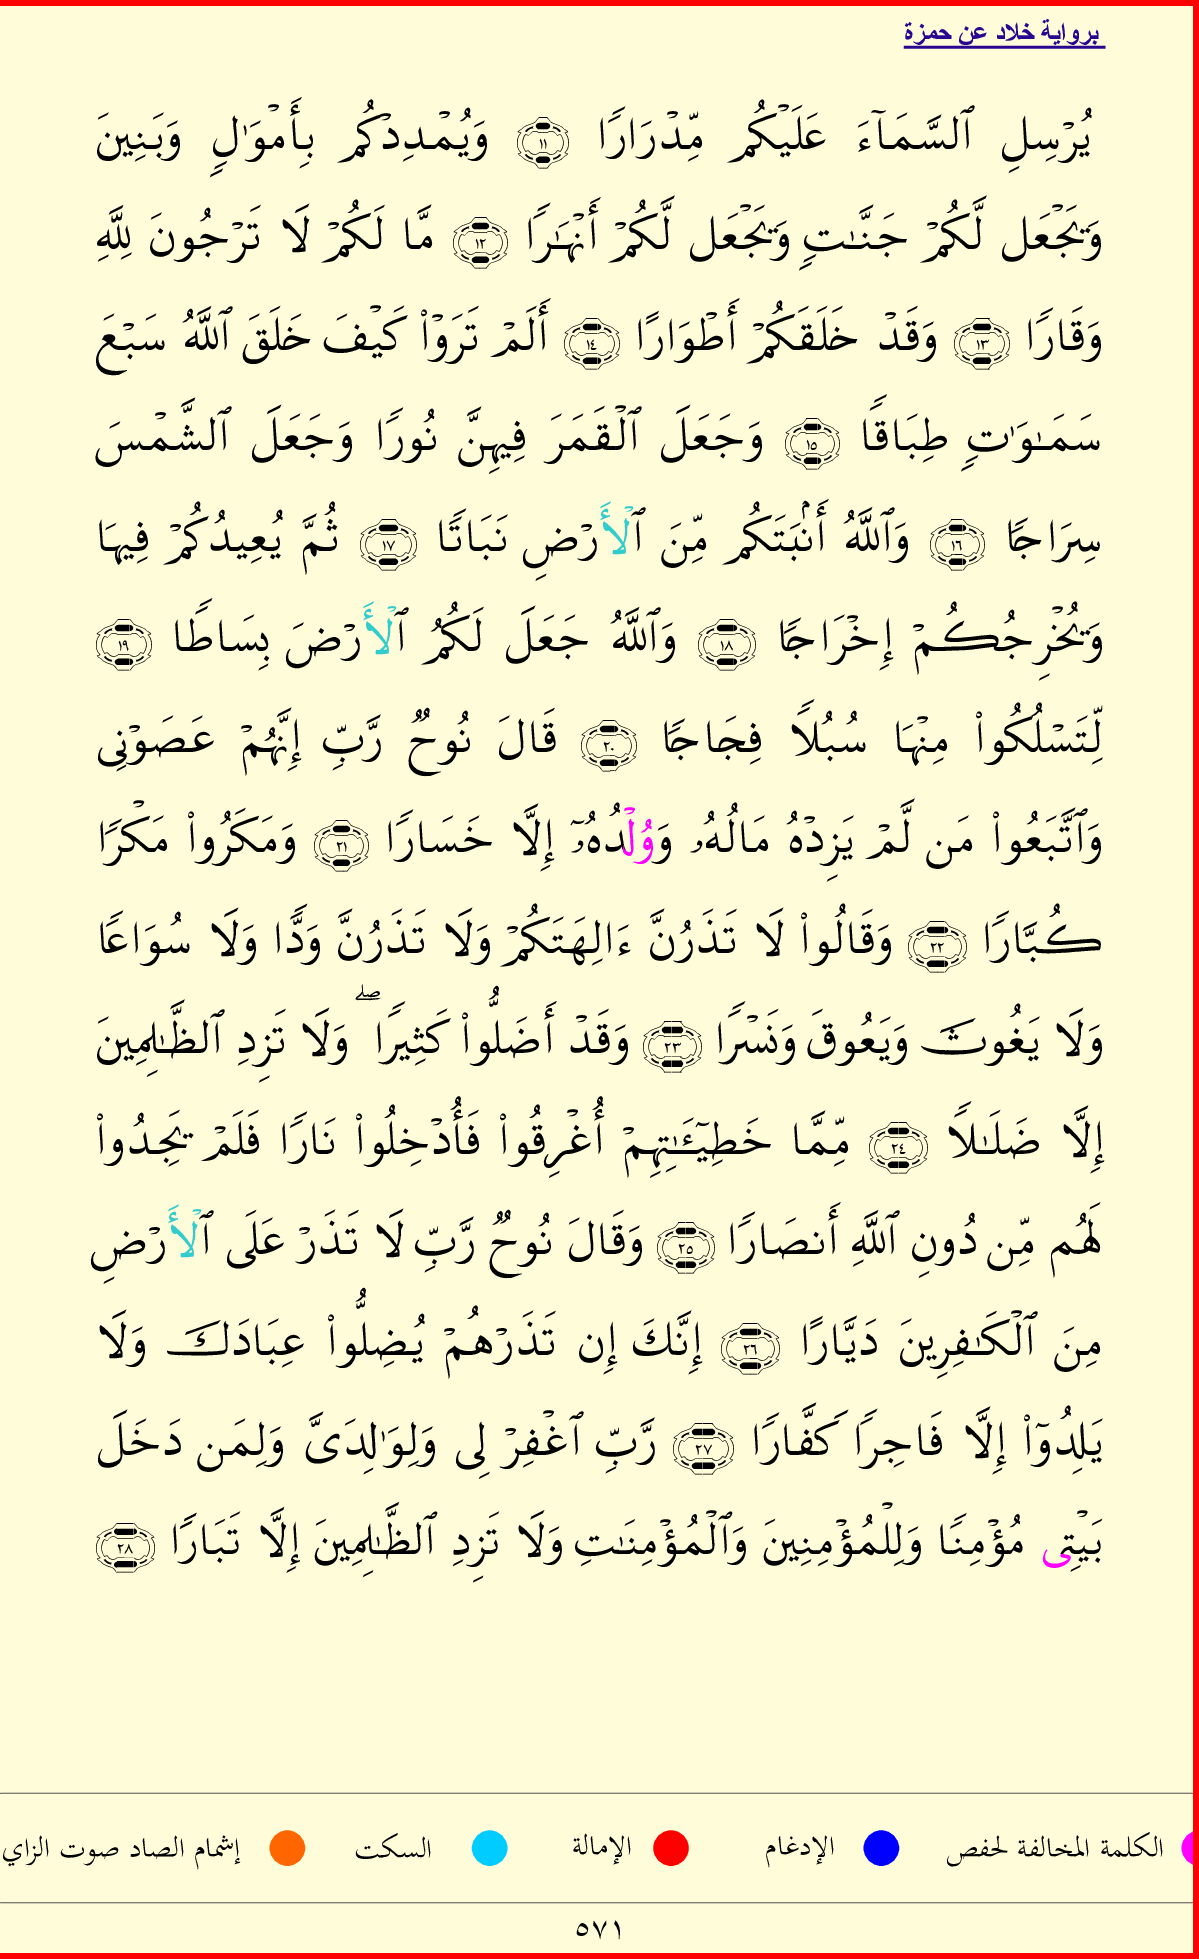 برواية خلاد عن حمزة
يُرْسِلِ ٱلسَّمَآءَ عَلَيْكُم مِّدْرَارًا ١١ وَيُمْدِدْكُم بِأَمْوَٰلٍ وَبَنِينَ
وَيَجْعَل لَّكُمْ جَنَّـٰتٍ وَيَجْعَل لَّكُمْ أَنْهَـٰرًا ١٢ مَّا لَكُمْ لَا تَرْجُونَ لِلَّهِ
وَقَارًا ١٣ وَقَدْ خَلَقَكُمْ أَطْوَارًا ١٤ أَلَمْ تَرَوْا۟ كَيْفَ خَلَقَ ٱللَّهُ سَبْعَ
سَمَـٰوَٰتٍ طِبَاقًا ١٥ وَجَعَلَ ٱلْقَمَرَ فِيهِنَّ نُورًا وَجَعَلَ ٱلشَّمْسَ
سِرَاجًا ١٦ وَٱللَّهُ أَنۢبَتَكُم مِّنَ ٱلْأَرْضِ نَبَاتًا ١٧ ثُمَّ يُعِيدُكُمْ فِيهَا
وَيُخْرِجُكُمْ إِخْرَاجًا ١٨ وَٱللَّهُ جَعَلَ لَكُمُ ٱلْأَرْضَ بِسَاطًا ١٩
لِّتَسْلُكُوا۟ مِنْهَا سُبُلًا فِجَاجًا ٢٠ قَالَ نُوحٌ رَّبِّ إِنَّهُمْ عَصَوْنِى
وَٱتَّبَعُوا۟ مَن لَّمْ يَزِدْهُ مَالُهُۥ وَوُلْدُهُۥٓ إِلَّا خَسَارًا ٢١ وَمَكَرُوا۟ مَكْرًا
كُبَّارًا ٢٢ وَقَالُوا۟ لَا تَذَرُنَّ ءَالِهَتَكُمْ وَلَا تَذَرُنَّ وَدًّا وَلَا سُوَاعًا
وَلَا يَغُوثَ وَيَعُوقَ وَنَسْرًا ٢٣ وَقَدْ أَضَلُّوا۟ كَثِيرًا ۖ وَلَا تَزِدِ ٱلظَّـٰلِمِينَ
إِلَّا ضَلَـٰلًا ٢٤ مِّمَّا خَطِيٓـَٔـٰتِهِمْ أُغْرِقُوا۟ فَأُدْخِلُوا۟ نَارًا فَلَمْ يَجِدُوا۟
لَهُم مِّن دُونِ ٱللَّهِ أَنصَارًا ٢٥ وَقَالَ نُوحٌ رَّبِّ لَا تَذَرْ عَلَى ٱلْأَرْضِ
مِنَ ٱلْكَـٰفِرِينَ دَيَّارًا ٢٦ إِنَّكَ إِن تَذَرْهُمْ يُضِلُّوا۟ عِبَادَكَ وَلَا
يَلِدُوٓا۟ إِلَّا فَاجِرًا كَفَّارًا ٢٧ رَّبِّ ٱغْفِرْ لِى وَلِوَٰلِدَىَّ وَلِمَن دَخَلَ
بَيْتِى مُؤْمِنًا وَلِلْمُؤْمِنِينَ وَٱلْمُؤْمِنَـٰتِ وَلَا تَزِدِ ٱلظَّـٰلِمِينَ إِلَّا تَبَارًا ٢٨
الكلمة المخالفة لحفص الإدغام الإمالة السكت إشمام الصاد صوت الزاي
٥٧١